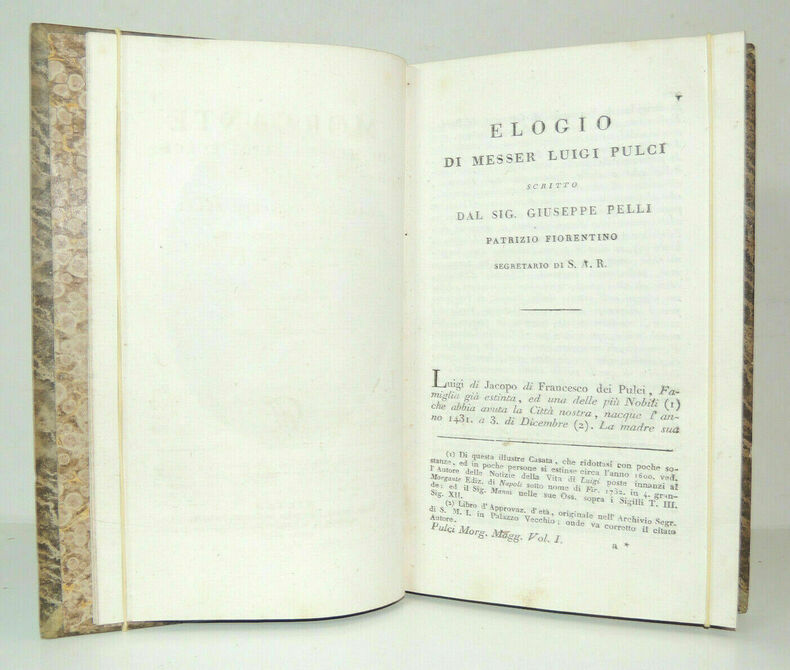 MORGANTE
v
ELOGIO
DI MESSER LUIGI PULCI
SCRITTO
DAL SIG. GIUSEPPE PELLI
PATRIZIO FIORENTINO
SEGRETARIO DI S. A. R.
Luigi di Jacopo di Francesco dei Pulci, Fa-
miglia già estinta, ed una delle più Nobili (1)
che abbia avuta la Città nostra, nacque l'an-
no 1431. a 3. di Dicembre (2). La madre sua
(1) Di questa illustre Casata, che ridottasi con poche so-
stanze, ed in poche persone si estinse circa l'anno 1600. ved.
l'Autore delle Notizie della Vita di Luigi poste innanzi al
Morgante Ediz. di Napoli sotto nome di Fir. 1732. in 4. gran-
de: ed il Sig. Manni nelle sue Oss. sopra i Sigilli T. III.
Sig. XII.
(2) Libro d'Approvaz. d'età, originale nell'Archivio Segr.
di S. M. I. in Palazzo Vecchio; onde va corretto il citato
Autore.
Pulci Morg. Magg. Vol. I.
a *